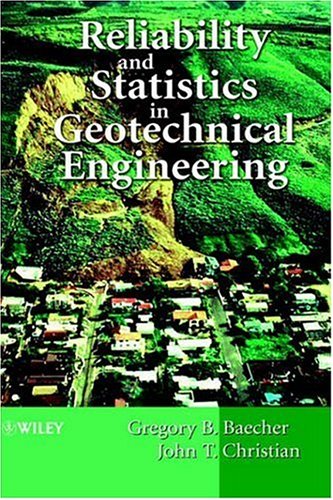 Reliability
and
Statistics
in
Geotechnical
Engineering
Gregory B. Baecher
John T. Christian
WILEY